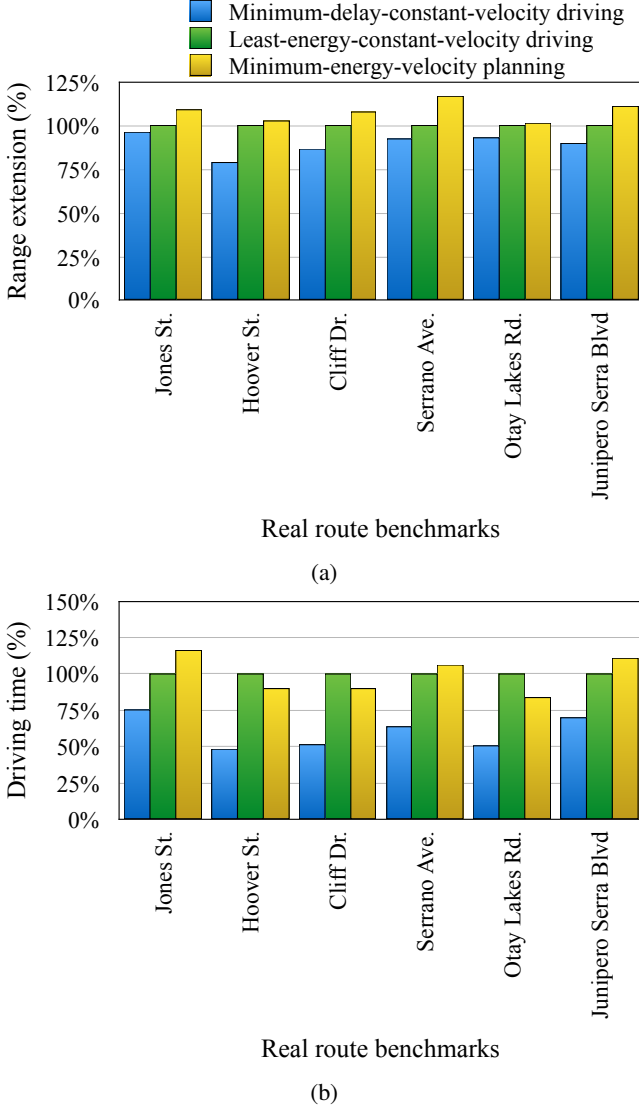 Minimum-delay-constant-velocity driving
Least-energy-constant-velocity driving
Minimum-energy-velocity planning
Range extension (%)
125%
100%
75%
50%
25%
0%
Jones St.
Hoover St.
Cliff Dr.
Serrano Ave.
Otay Lakes Rd.
Junipero Serra Blvd
Real route benchmarks
(a)
Driving time (%)
150%
125%
100%
75%
50%
25%
0%
Jones St.
Hoover St.
Cliff Dr.
Serrano Ave.
Otay Lakes Rd.
Junipero Serra Blvd
Real route benchmarks
(b)